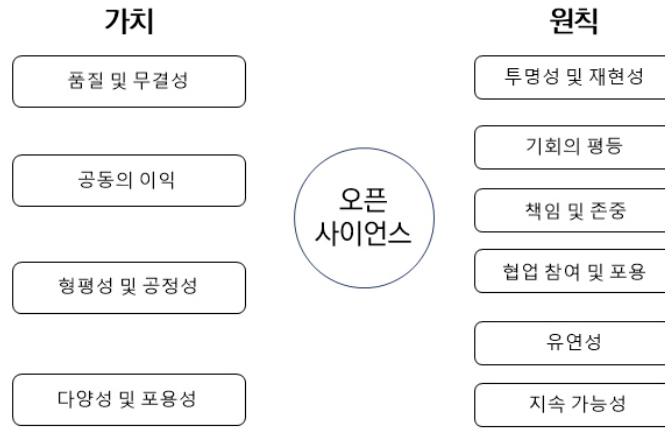 가치
품질 및 무결성
공동의 이익
형평성 및 공정성
다양성 및 포용성
오픈
사이언스
원칙
투명성 및 재현성
기회의 평등
책임 및 존중
협업 참여 및 포용
유연성
지속 가능성